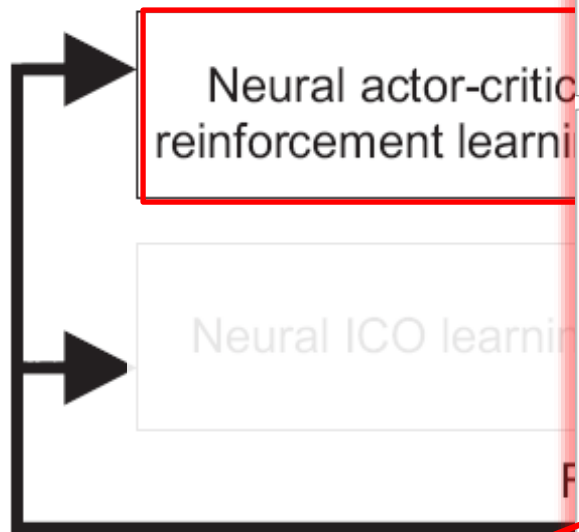 Neural actor-critic
reinforcement learni
Neural ICO learnin
F